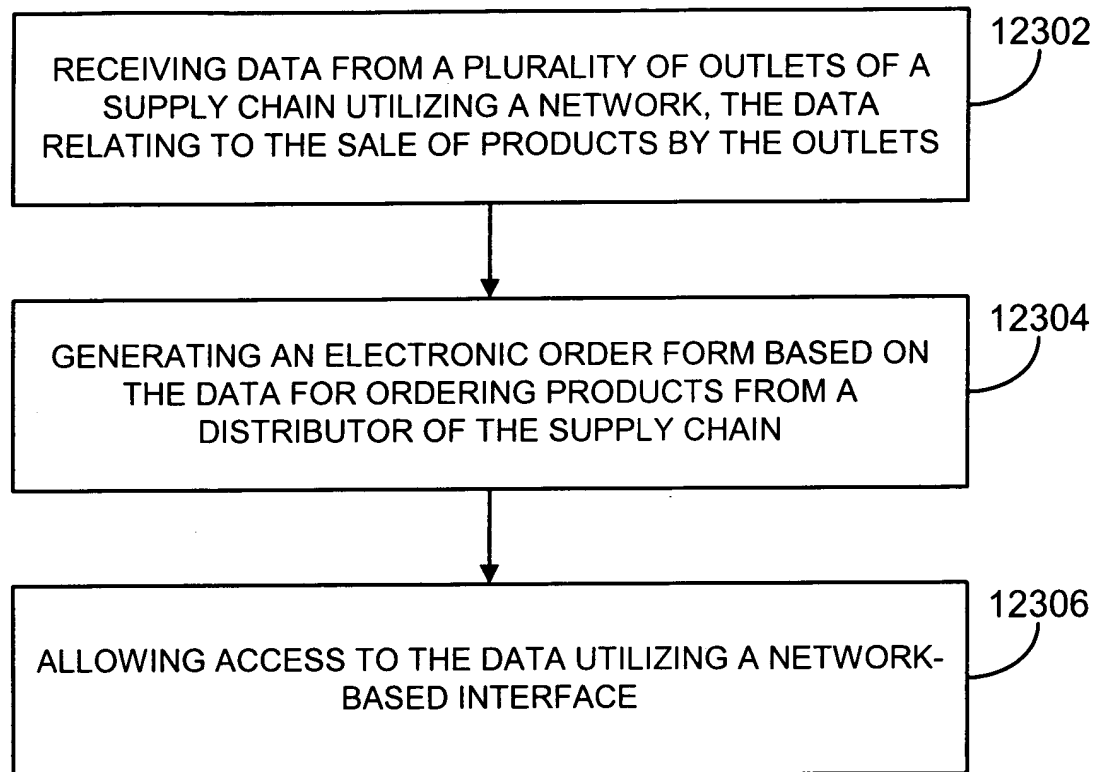 12302
RECEIVING DATA FROM A PLURALITY OF OUTLETS OF A
SUPPLY CHAIN UTILIZING A NETWORK, THE DATA
RELATING TO THE SALE OF PRODUCTS BY THE OUTLETS
12304
GENERATING AN ELECTRONIC ORDER FORM BASED ON
THE DATA FOR ORDERING PRODUCTS FROM A
DISTRIBUTOR OF THE SUPPLY CHAIN
12306
ALLOWING ACCESS TO THE DATA UTILIZING A NETWORK-
BASED INTERFACE